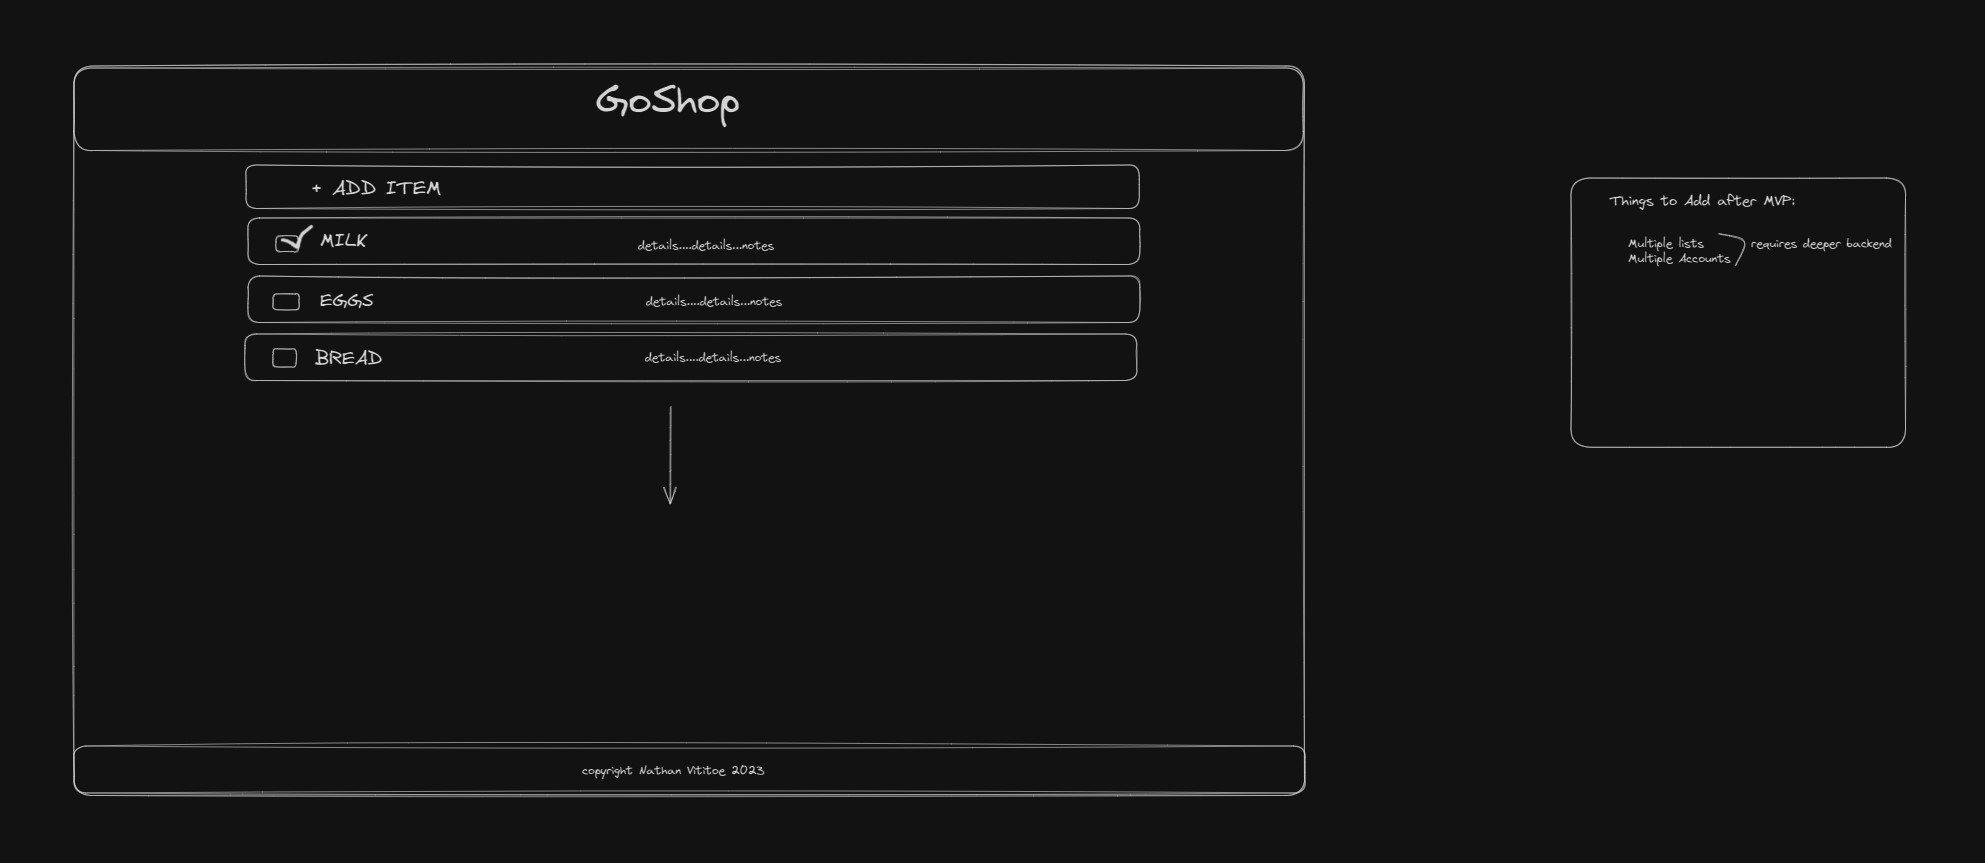 GoShop
+ ADD ITEM
MILK details....details...notes
EGGS details....details...notes
BREAD details....details...notes
copyright Nathan Vititoe 2023
Things to Add after MVP:
Multiple lists requires deeper backend
Multiple Accounts